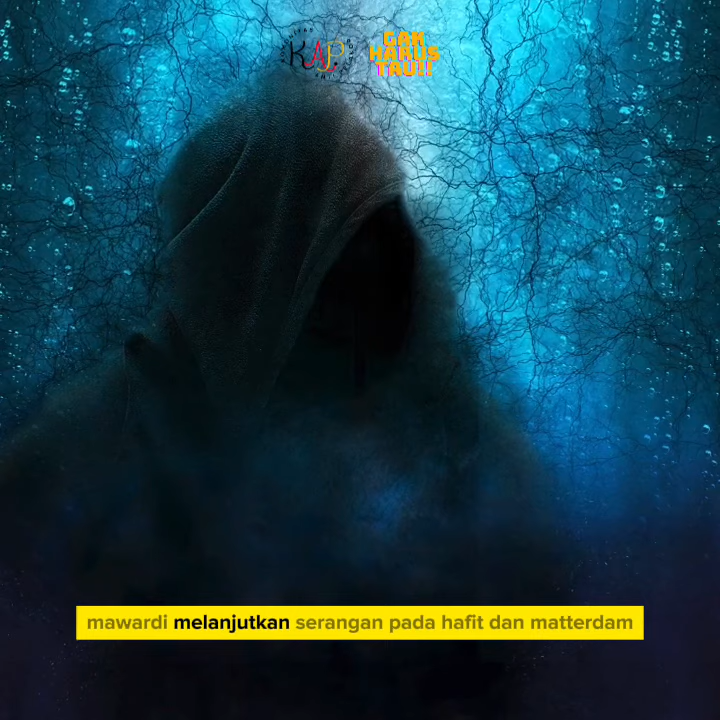 KAP
GAK
HARUS
TAU!!
mawardi melanjutkan serangan pada hafit dan matterdam